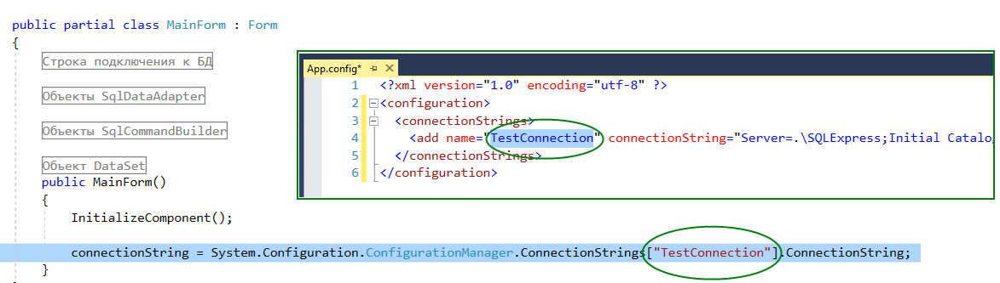 public partial class MainForm : Form
{
Строка подключения к БД
Объекты SqlDataAdapter
Объекты SqlCommandBuilder
Объект DataSet
public MainForm()
{
InitializeComponent();
connectionString = System.Configuration.ConfigurationManager.ConnectionStrings["TestConnection"].ConnectionString;
}
App.config*
1 <?xml version="1.0" encoding="utf-8" ?>
2 <configuration>
3 <connectionStrings>
4 <add name="TestConnection" connectionString="Server=.\SQLExpress;Initial Catalo
5 </connectionStrings>
6 </configuration>